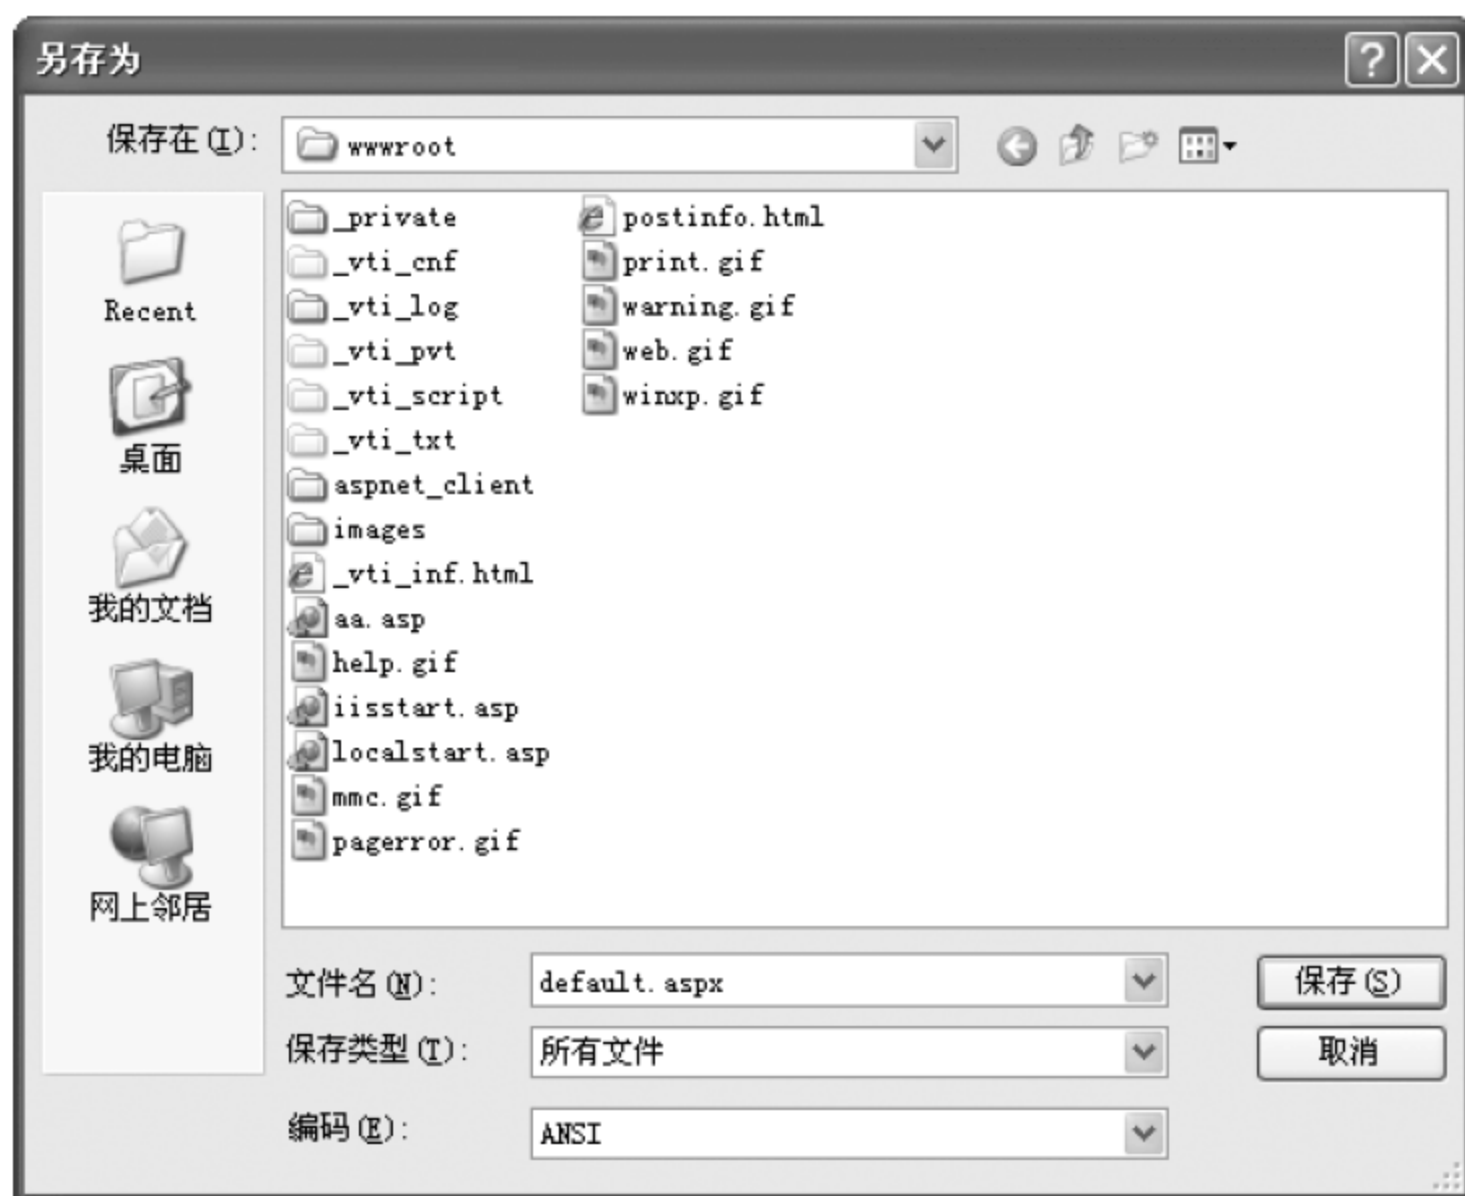 另存为
保存在(I):
wwwroot
Recent
桌面
我的文档
我的电脑
网上邻居
_private
_vti_cnf
_vti_log
_vti_pvt
_vti_script
_vti_txt
aspnet_client
images
_vti_inf.html
aa.asp
help.gif
iisstart.asp
localstart.asp
mmc.gif
pagerror.gif
postinfo.html
print.gif
warning.gif
web.gif
winxp.gif
文件名(N):
default.aspx
保存(S)
保存类型(T):
所有文件
取消
编码(E):
ANSI